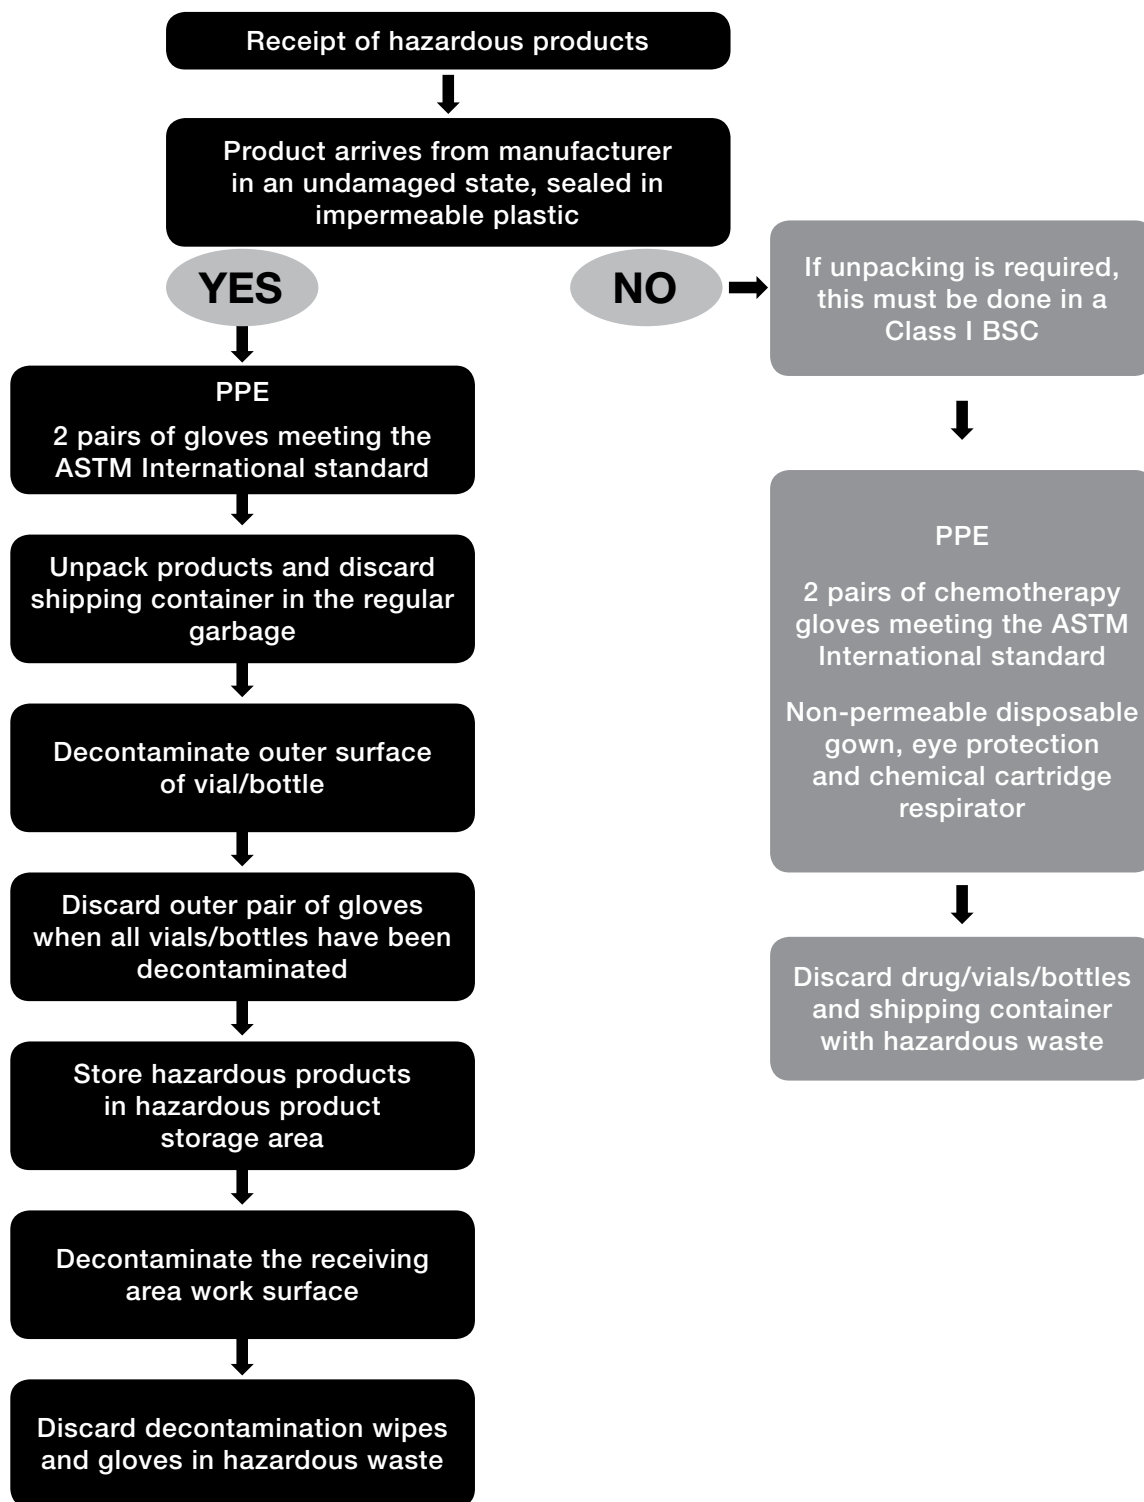 Receipt of hazardous products
Product arrives from manufacturer
in an undamaged state, sealed in
impermeable plastic
YES
NO
If unpacking is required,
this must be done in a
Class I BSC
PPE
2 pairs of gloves meeting the
ASTM International standard
Unpack products and discard
shipping container in the regular
garbage
Decontaminate outer surface
of vial/bottle
Discard outer pair of gloves
when all vials/bottles have been
decontaminated
Store hazardous products
in hazardous product
storage area
Decontaminate the receiving
area work surface
Discard decontamination wipes
and gloves in hazardous waste
PPE
2 pairs of chemotherapy
gloves meeting the ASTM
International standard
Non-permeable disposable
gown, eye protection
and chemical cartridge
respirator
Discard drug/vials/bottles
and shipping container
with hazardous waste